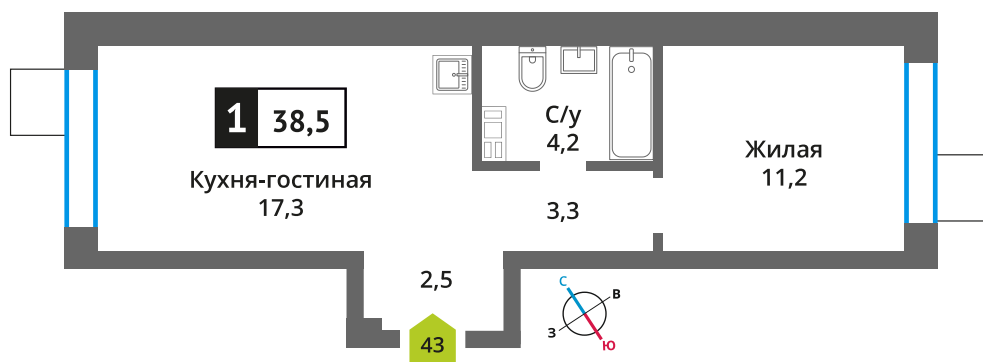 1 38,5
Кухня-гостиная
17,3
С/у
4,2
Жилая
11,2
3,3
2,5
43
С
В
З
Ю